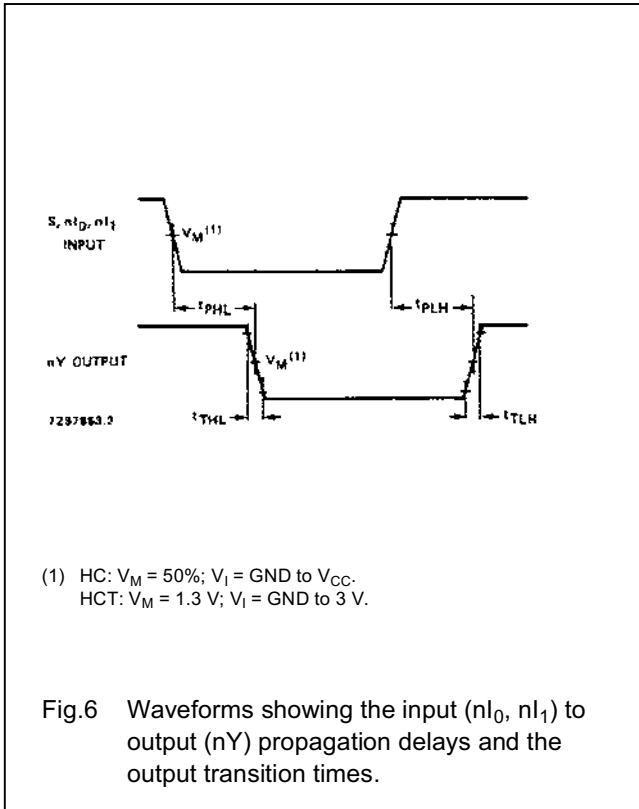 S, nI0, nI1
INPUT
VM(1)
tPHL
tPLH
nY OUTPUT
VM(1)
tTHL
tTLH
(1) HC: VM = 50%; VI = GND to VCC.
HCT: VM = 1.3 V; VI = GND to 3 V.
Fig.6 Waveforms showing the input (nI0, nI1) to
output (nY) propagation delays and the
output transition times.